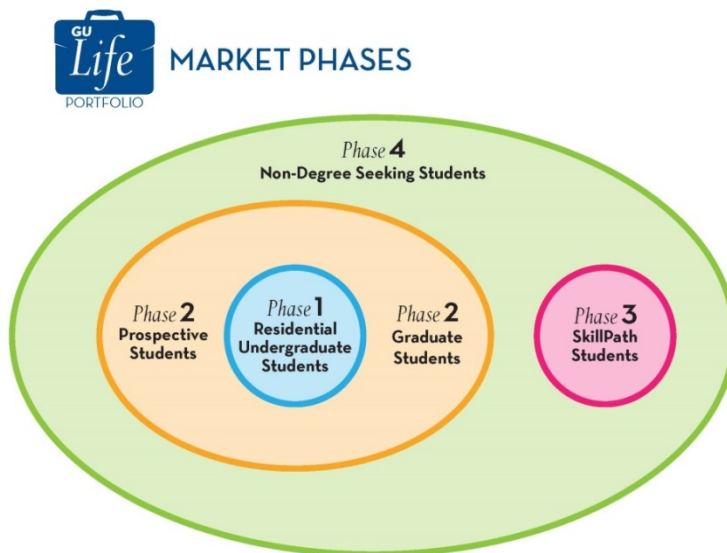 GU
Life
PORTFOLIO
MARKET PHASES
Phase 4
Non-Degree Seeking Students
Phase 2
Prospective
Students
Phase 1
Residential
Undergraduate
Students
Phase 2
Graduate
Students
Phase 3
SkillPath
Students